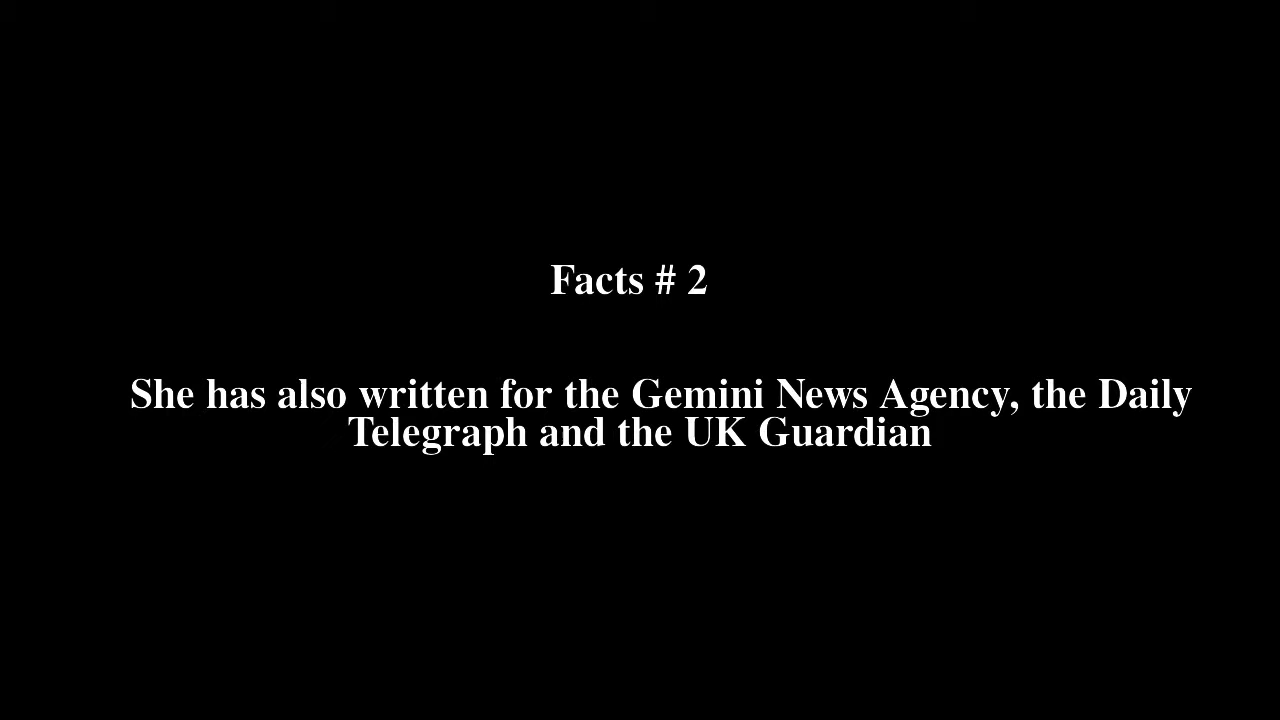 Facts # 2
She has also written for the Gemini News Agency, the Daily
Telegraph and the UK Guardian